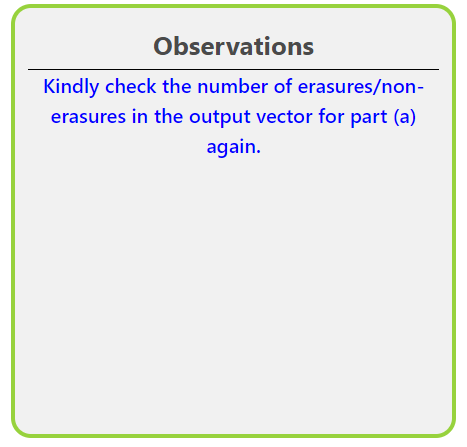 Observations
Kindly check the number of erasures/non-
erasures in the output vector for part (a)
again.